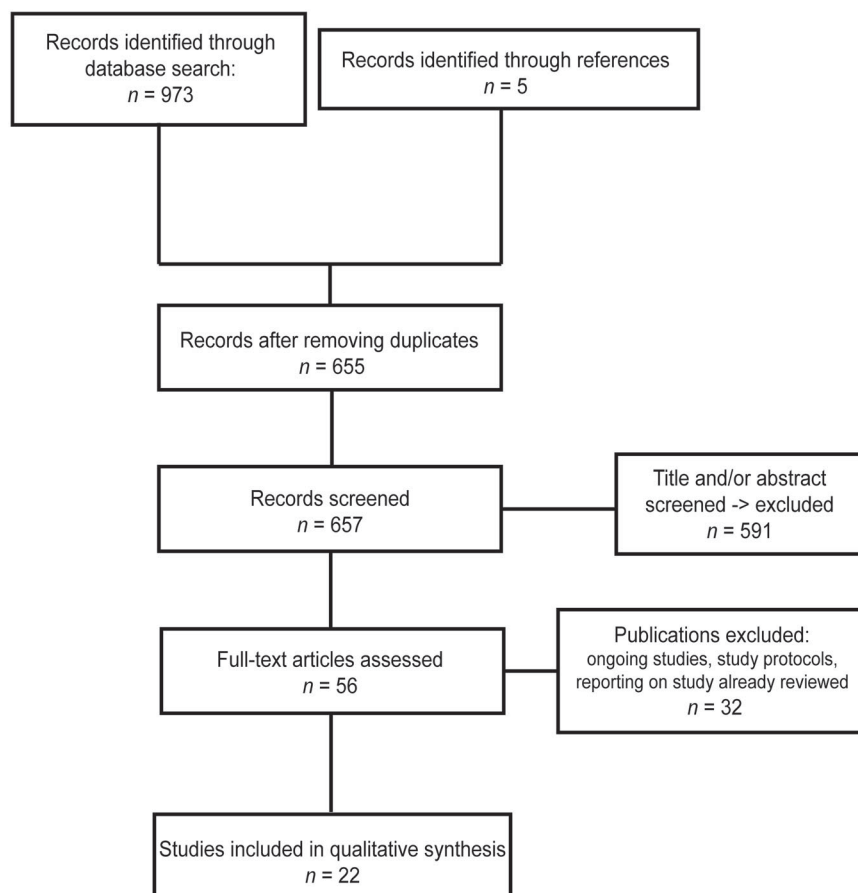 Records identified through
database search:
n = 973
Records identified through references
n = 5
Records after removing duplicates
n = 655
Records screened
n = 657
Title and/or abstract
screened -> excluded
n = 591
Full-text articles assessed
n = 56
Publications excluded:
ongoing studies, study protocols,
reporting on study already reviewed
n = 32
Studies included in qualitative synthesis
n = 22